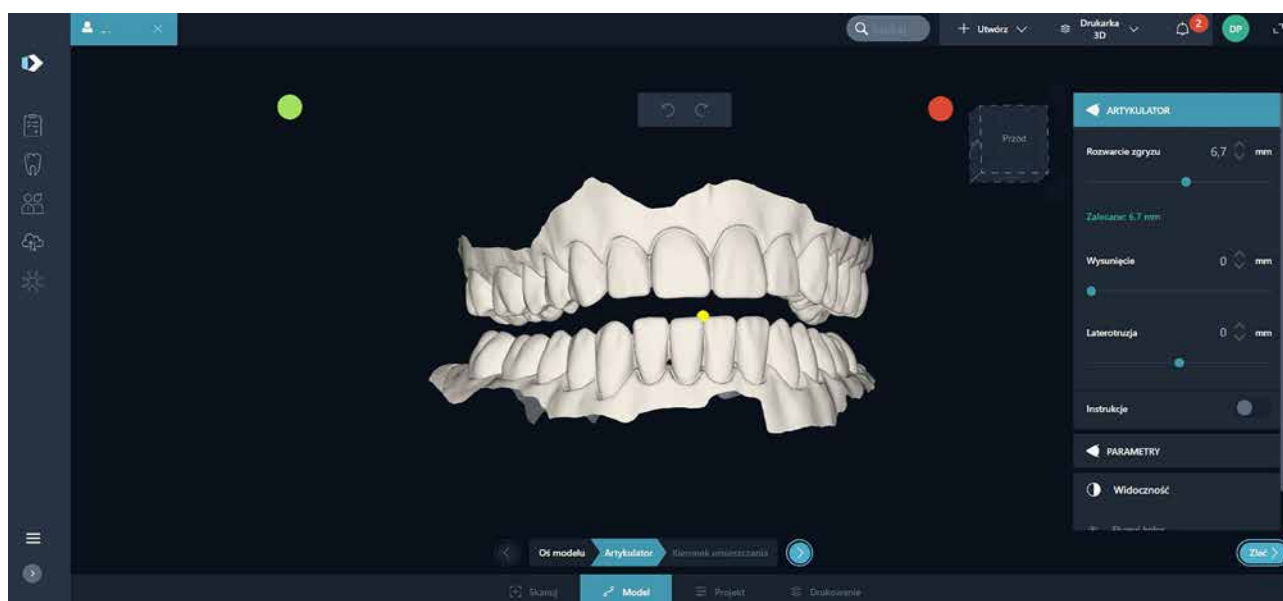 Utwórz
Drukarka
3D
2
DP
Przód
ARTYKULATOR
Rozwarcie zgryzu 6,7 mm
Zalecane: 6.7 mm
Wysunięcie 0 mm
Laterotruzja 0 mm
Instrukcje
PARAMETRY
Widoczność
Oś modelu Artykulator Kierunek umieszczania
Zleć
Skanuj Model Projekt Drukowanie